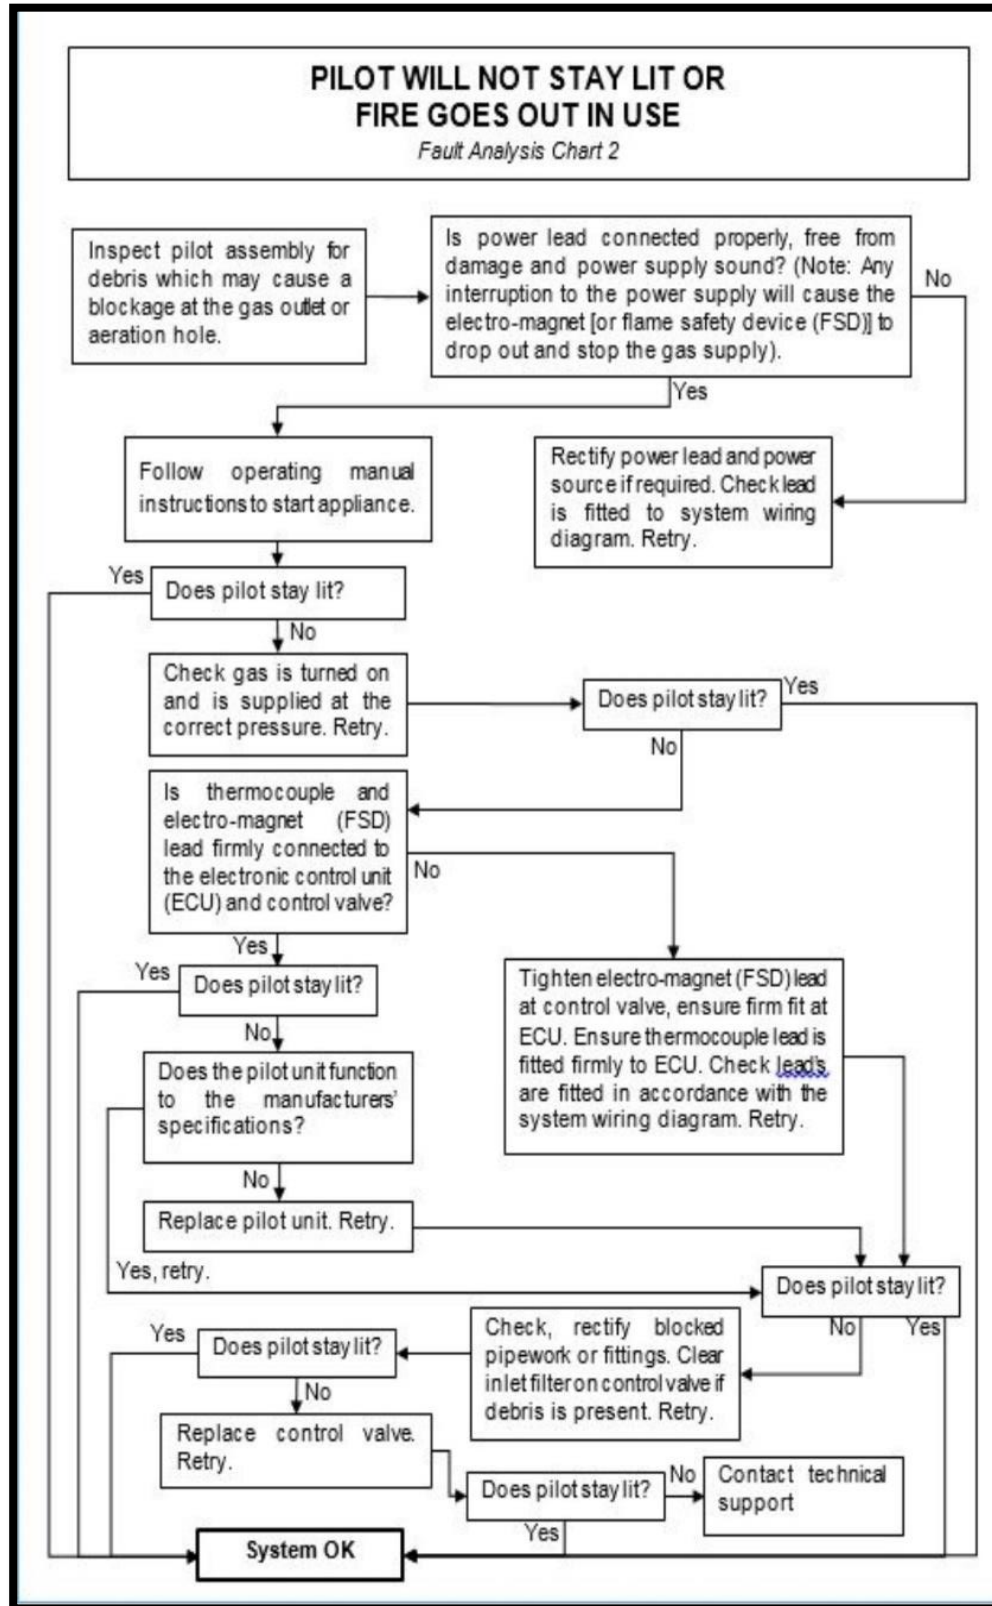 PILOT WILL NOT STAY LIT OR
FIRE GOES OUT IN USE
Fault Analysis Chart 2
Inspect pilot assembly for
debris which may cause a
blockage at the gas outlet or
aeration hole.
Is power lead connected properly, free from
damage and power supply sound? (Note: Any
interruption to the power supply will cause the
electro-magnet [or flame safety device (FSD)] to
drop out and stop the gas supply).
No
Yes
Follow operating manual
instructions to start appliance.
Rectify power lead and power
source if required. Check lead
is fitted to system wiring
diagram. Retry.
Yes
Does pilot stay lit?
No
Check gas is turned on
and is supplied at the
correct pressure. Retry.
Does pilot stay lit?
Yes
No
Is thermocouple and
electro-magnet (FSD)
lead firmly connected to
the electronic control unit
(ECU) and control valve?
No
Yes
Yes
Does pilot stay lit?
No
Tighten electro-magnet (FSD) lead
at control valve, ensure firm fit at
ECU. Ensure thermocouple lead is
fitted firmly to ECU. Check lead's
are fitted in accordance with the
system wiring diagram. Retry.
Does the pilot unit function
to the manufacturers'
specifications?
No
Replace pilot unit. Retry.
Yes, retry.
Does pilot stay lit?
No
Yes
Check, rectify blocked
pipework or fittings. Clear
inlet filter on control valve if
debris is present. Retry.
Yes
Does pilot stay lit?
No
Replace control valve.
Retry.
Does pilot stay lit?
No
Contact technical
support
Yes
System OK